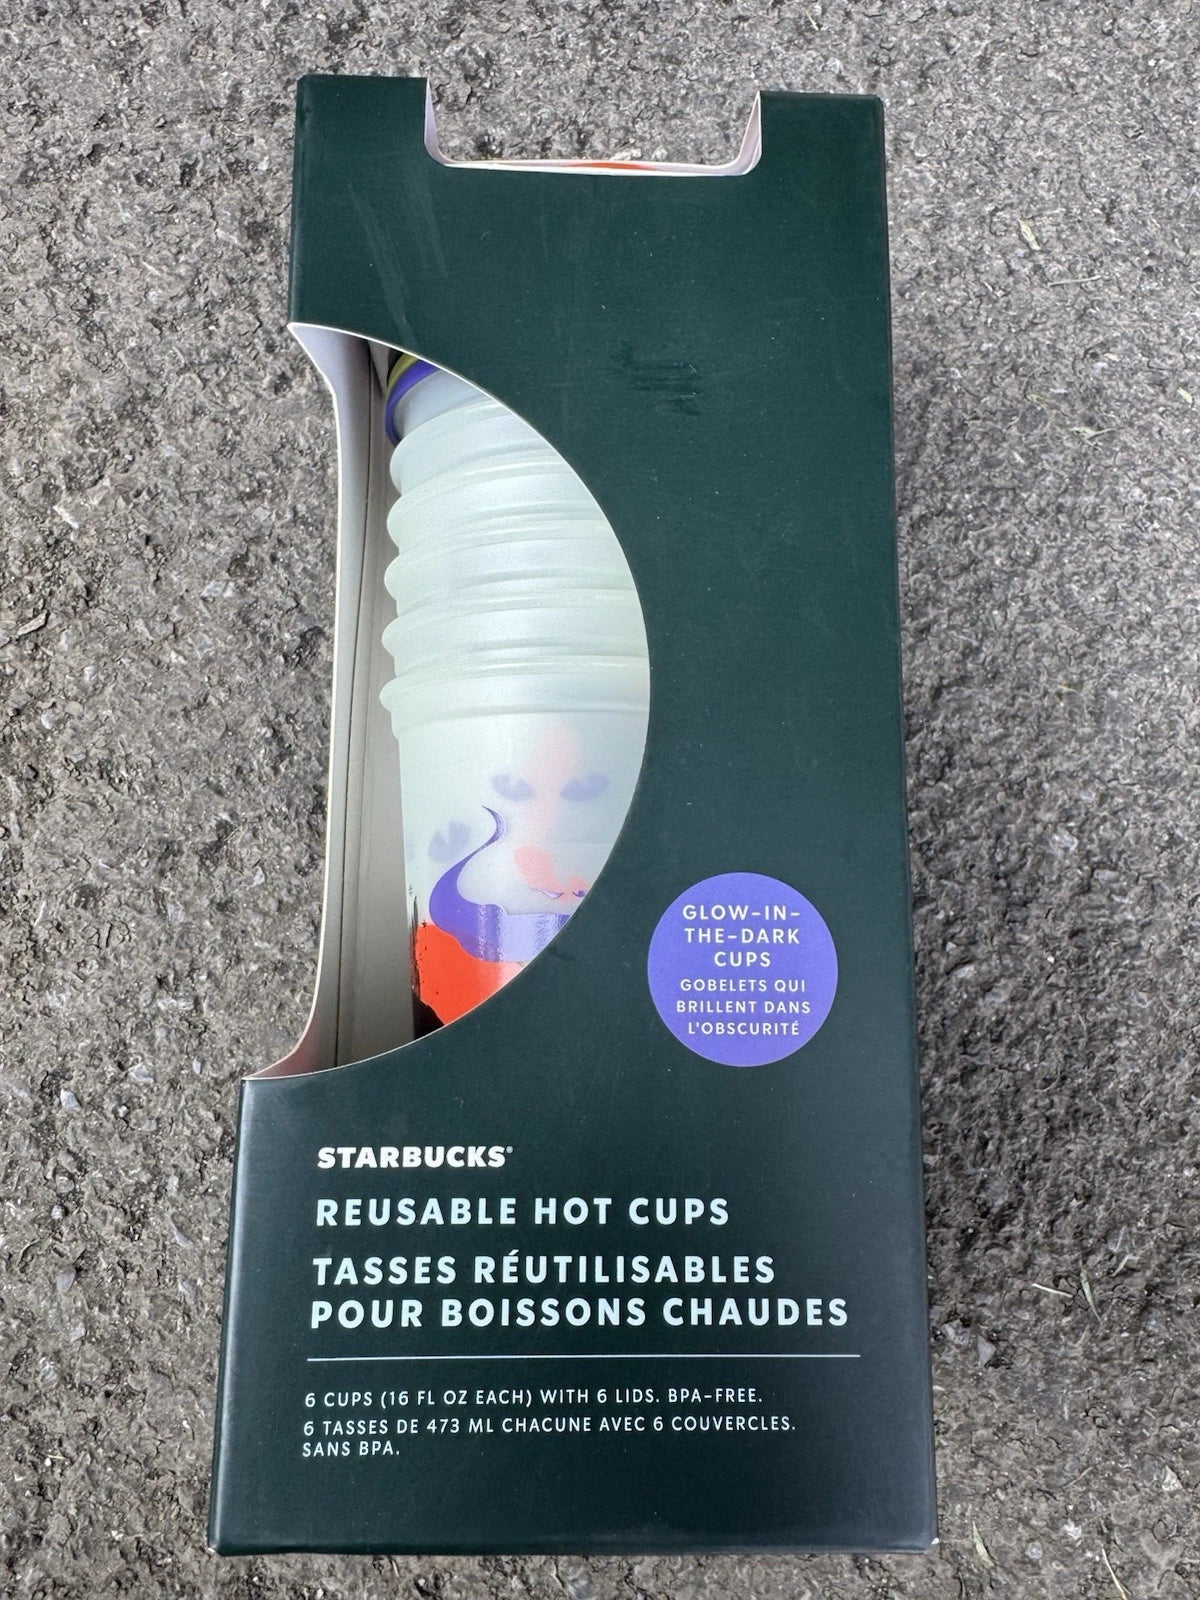 GLOW-IN-
THE-DARK
CUPS
GOBELETS QUI
BRILLENT DANS
L'OBSCURITÉ
STARBUCKS®
REUSABLE HOT CUPS
TASSES RÉUTILISABLES
POUR BOISSONS CHAUDES
6 CUPS (16 FL OZ EACH) WITH 6 LIDS. BPA-FREE.
6 TASSES DE 473 ML CHACUNE AVEC 6 COUVERCLES.
SANS BPA.